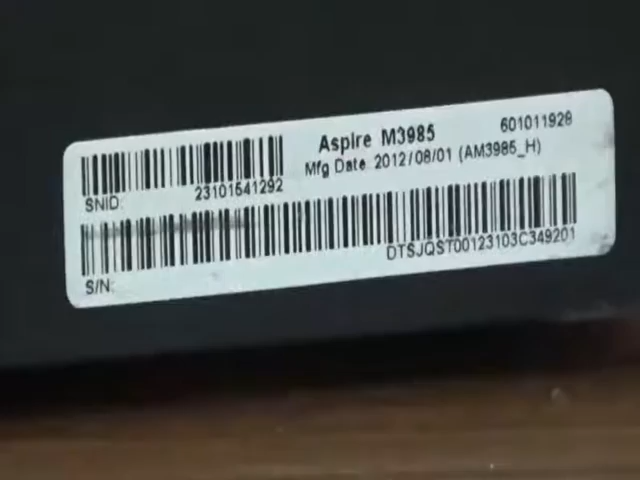 Aspire M3985
601011928
Mfg Date 2012/08/01 (AM3985_H)
SNID: 23101541292
DTSJQST00123103C349201
S/N: